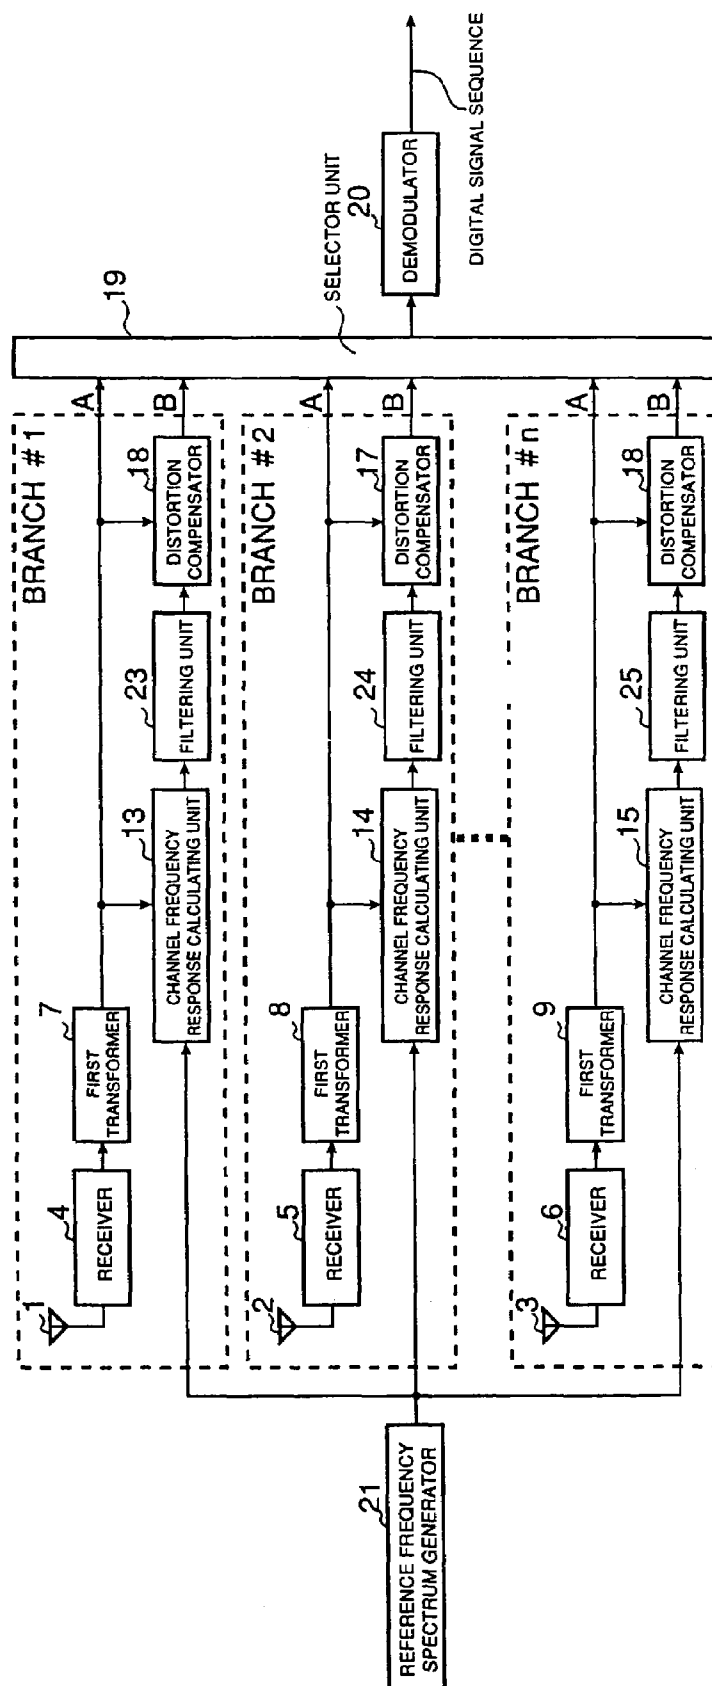 BRANCH #1
1
4
RECEIVER
7
FIRST
TRANSFORMER
13
CHANNEL FREQUENCY
RESPONSE CALCULATING UNIT
23
FILTERING UNIT
18
DISTORTION
COMPENSATOR
A
B
BRANCH #2
2
5
RECEIVER
8
FIRST
TRANSFORMER
14
CHANNEL FREQUENCY
RESPONSE CALCULATING UNIT
24
FILTERING UNIT
17
DISTORTION
COMPENSATOR
A
B
BRANCH #n
3
6
RECEIVER
9
FIRST
TRANSFORMER
15
CHANNEL FREQUENCY
RESPONSE CALCULATING UNIT
25
FILTERING UNIT
18
DISTORTION
COMPENSATOR
A
B
21
REFERENCE FREQUENCY
SPECTRUM GENERATOR
19
SELECTOR UNIT
20
DEMODULATOR
DIGITAL SIGNAL SEQUENCE